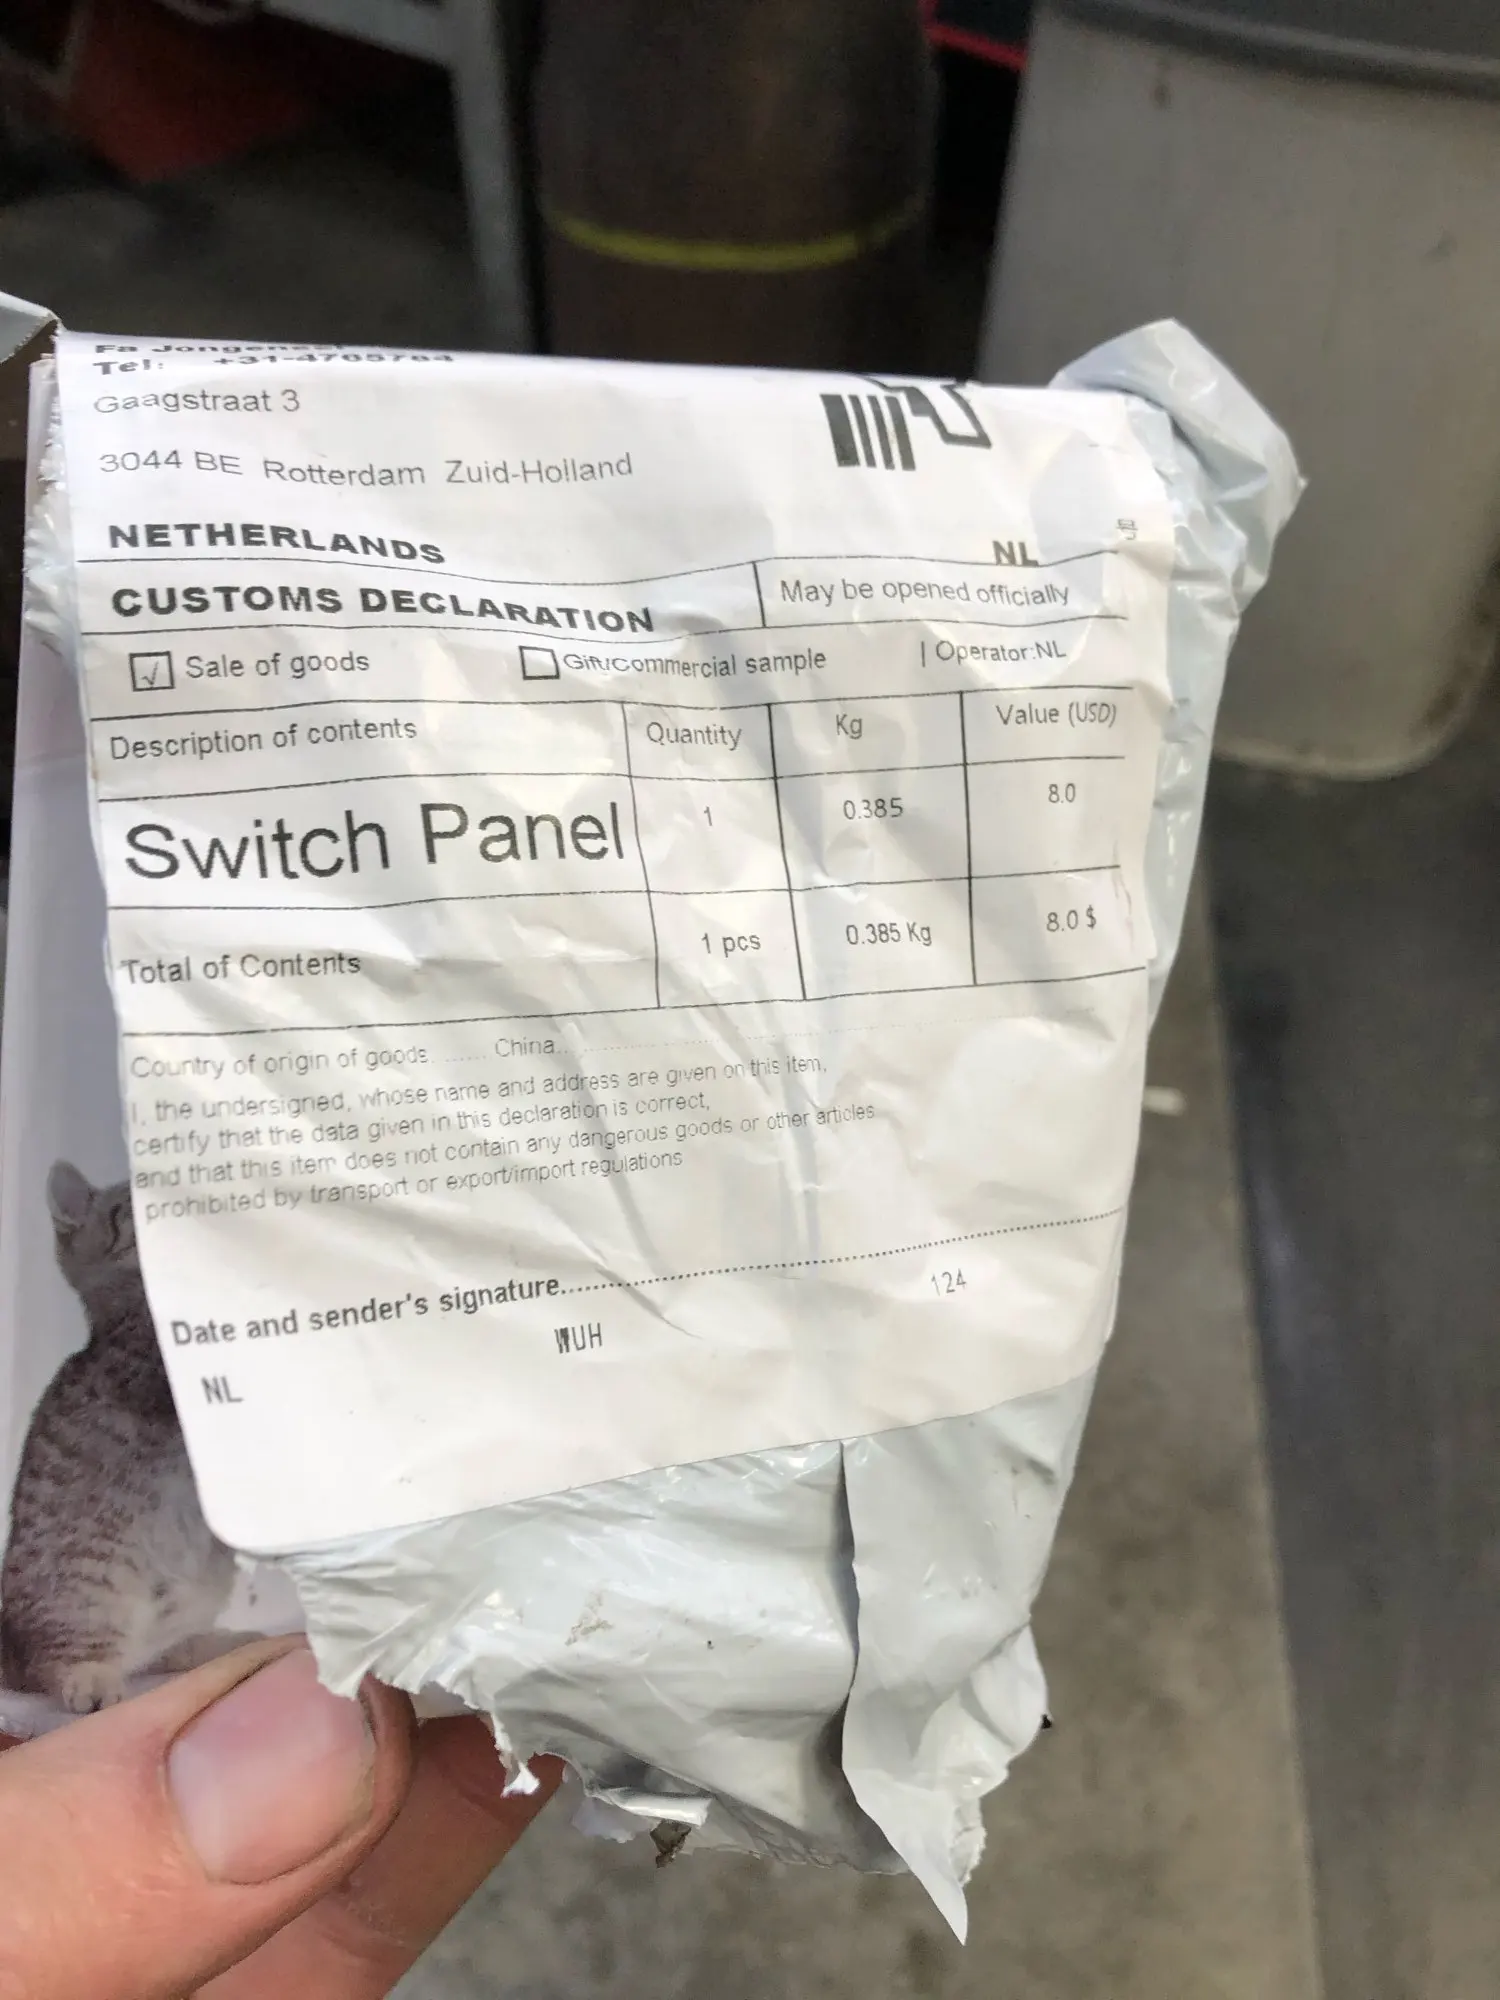 Fa
Tel: +31-4765784
Gaagstraat 3
3044 BE Rotterdam Zuid-Holland
NETHERLANDS
NL
CUSTOMS DECLARATION
May be opened officially
Sale of goods
Gift/Commercial sample
| Operator:NL
Description of contents Quantity Kg Value (USD)
Switch Panel 1 0.385 8.0
Total of Contents 1 pcs 0.385 Kg 8.0 $
Country of origin of goods. ...... China..
I, the undersigned, whose name and address are given on this item,
certify that the data given in this declaration is correct,
and that this item does not contain any dangerous goods or other articles
prohibited by transport or export/import regulations
Date and sender's signature......
124
WUH
NL